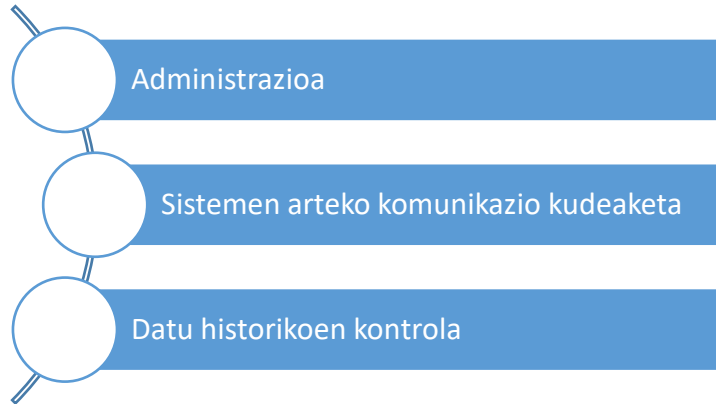 Administrazioa
Sistemen arteko komunikazio kudeaketa
Datu historikoen kontrola